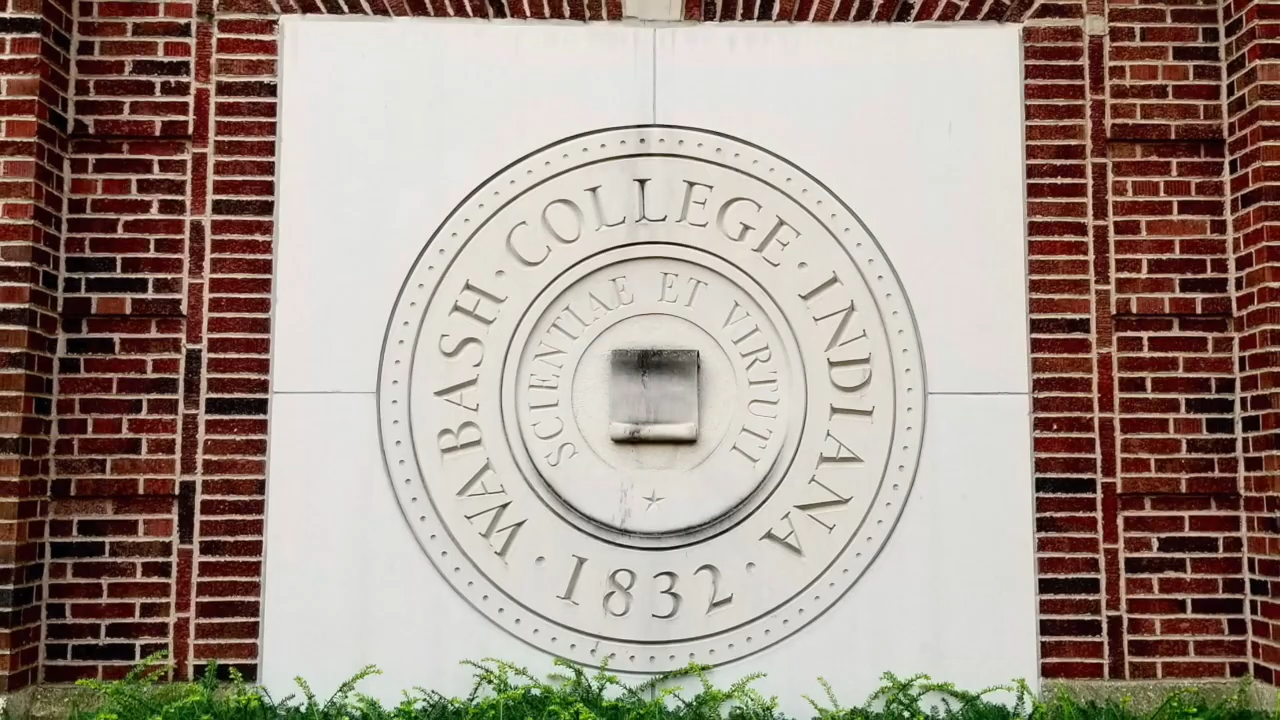 WABASH · COLLEGE · INDIANA
· 1832 ·
SCIENTIAE ET VIRTUTI